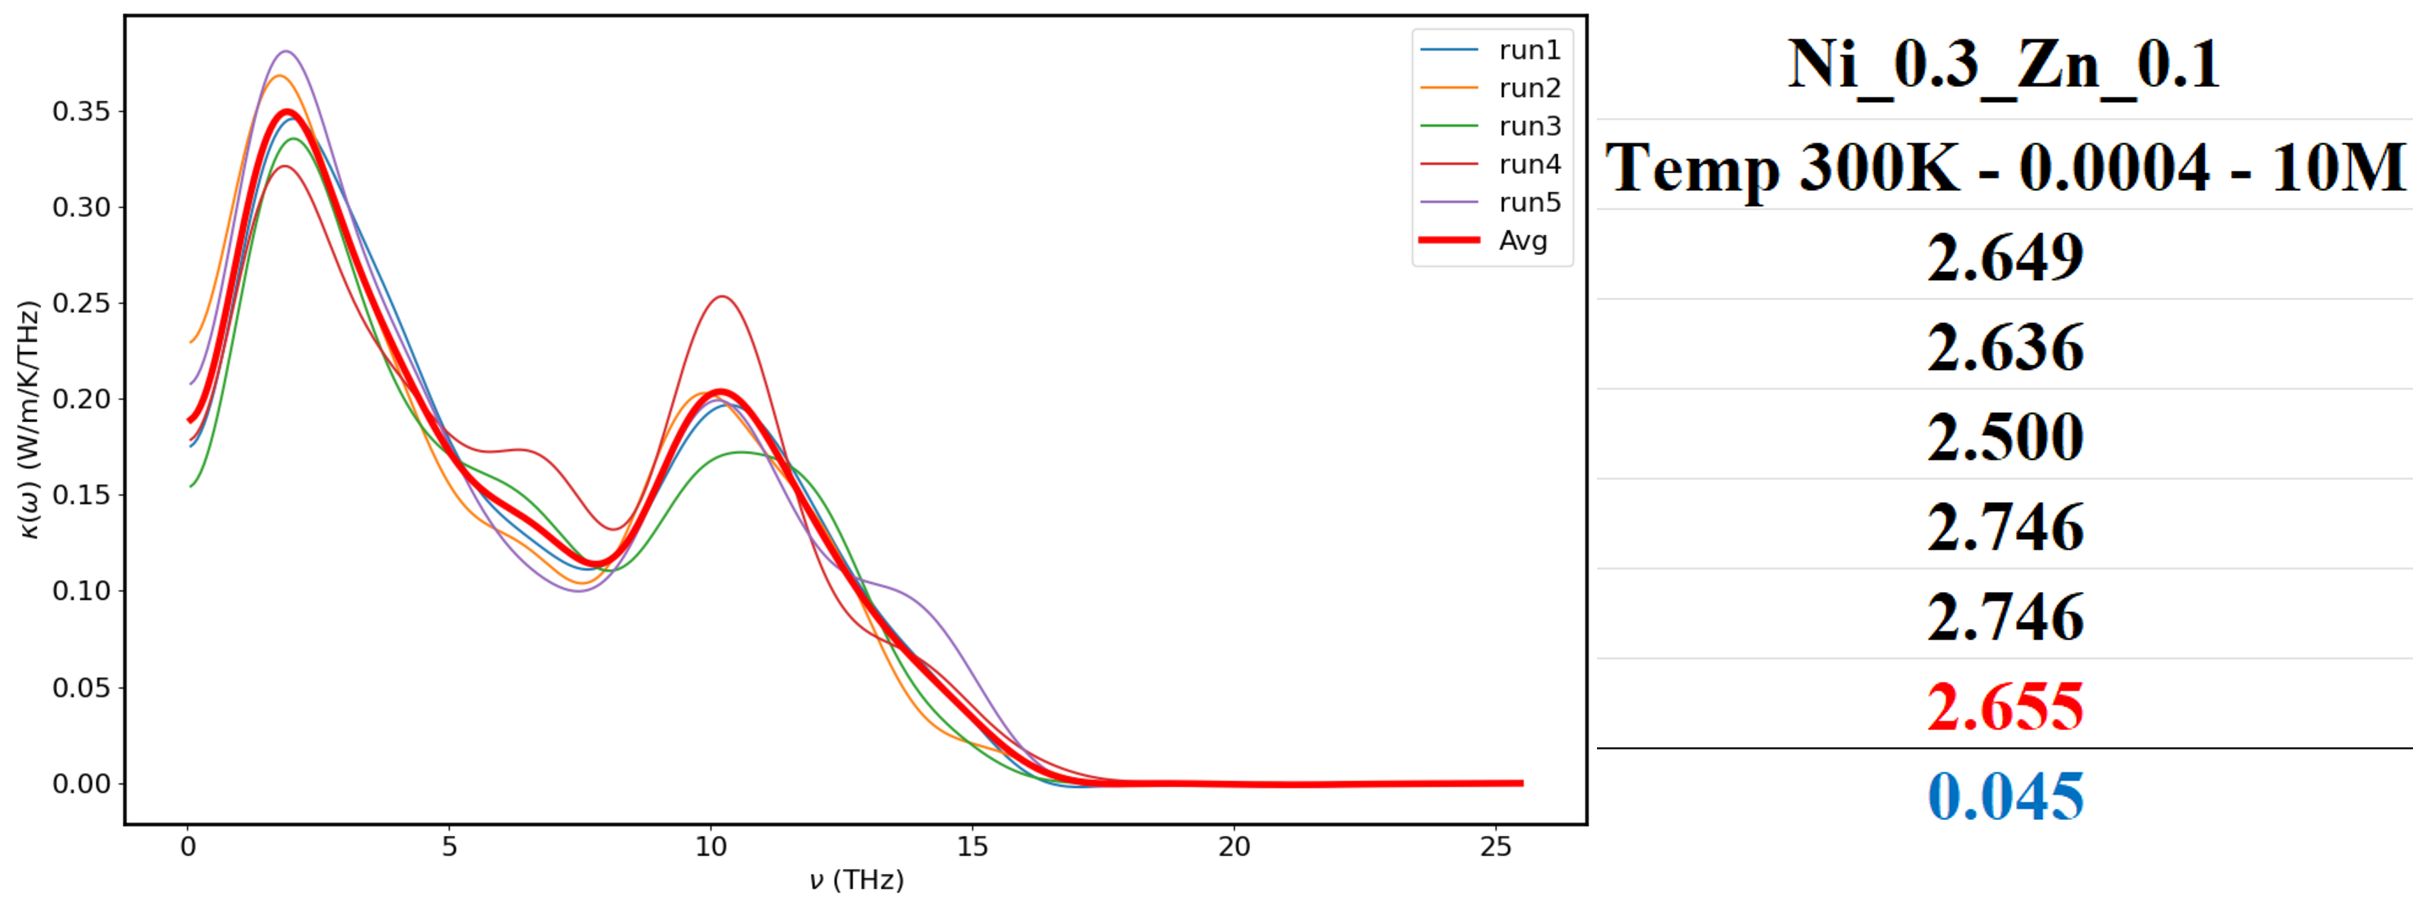 run1
run2
run3
run4
run5
Avg
0.35
0.30
0.25
0.20
0.15
0.10
0.05
0.00
κ(ω) (W/m/K/THz)
0 5 10 15 20 25
ν (THz)
Ni_0.3_Zn_0.1
Temp 300K - 0.0004 - 10M
2.649
2.636
2.500
2.746
2.746
2.655
0.045